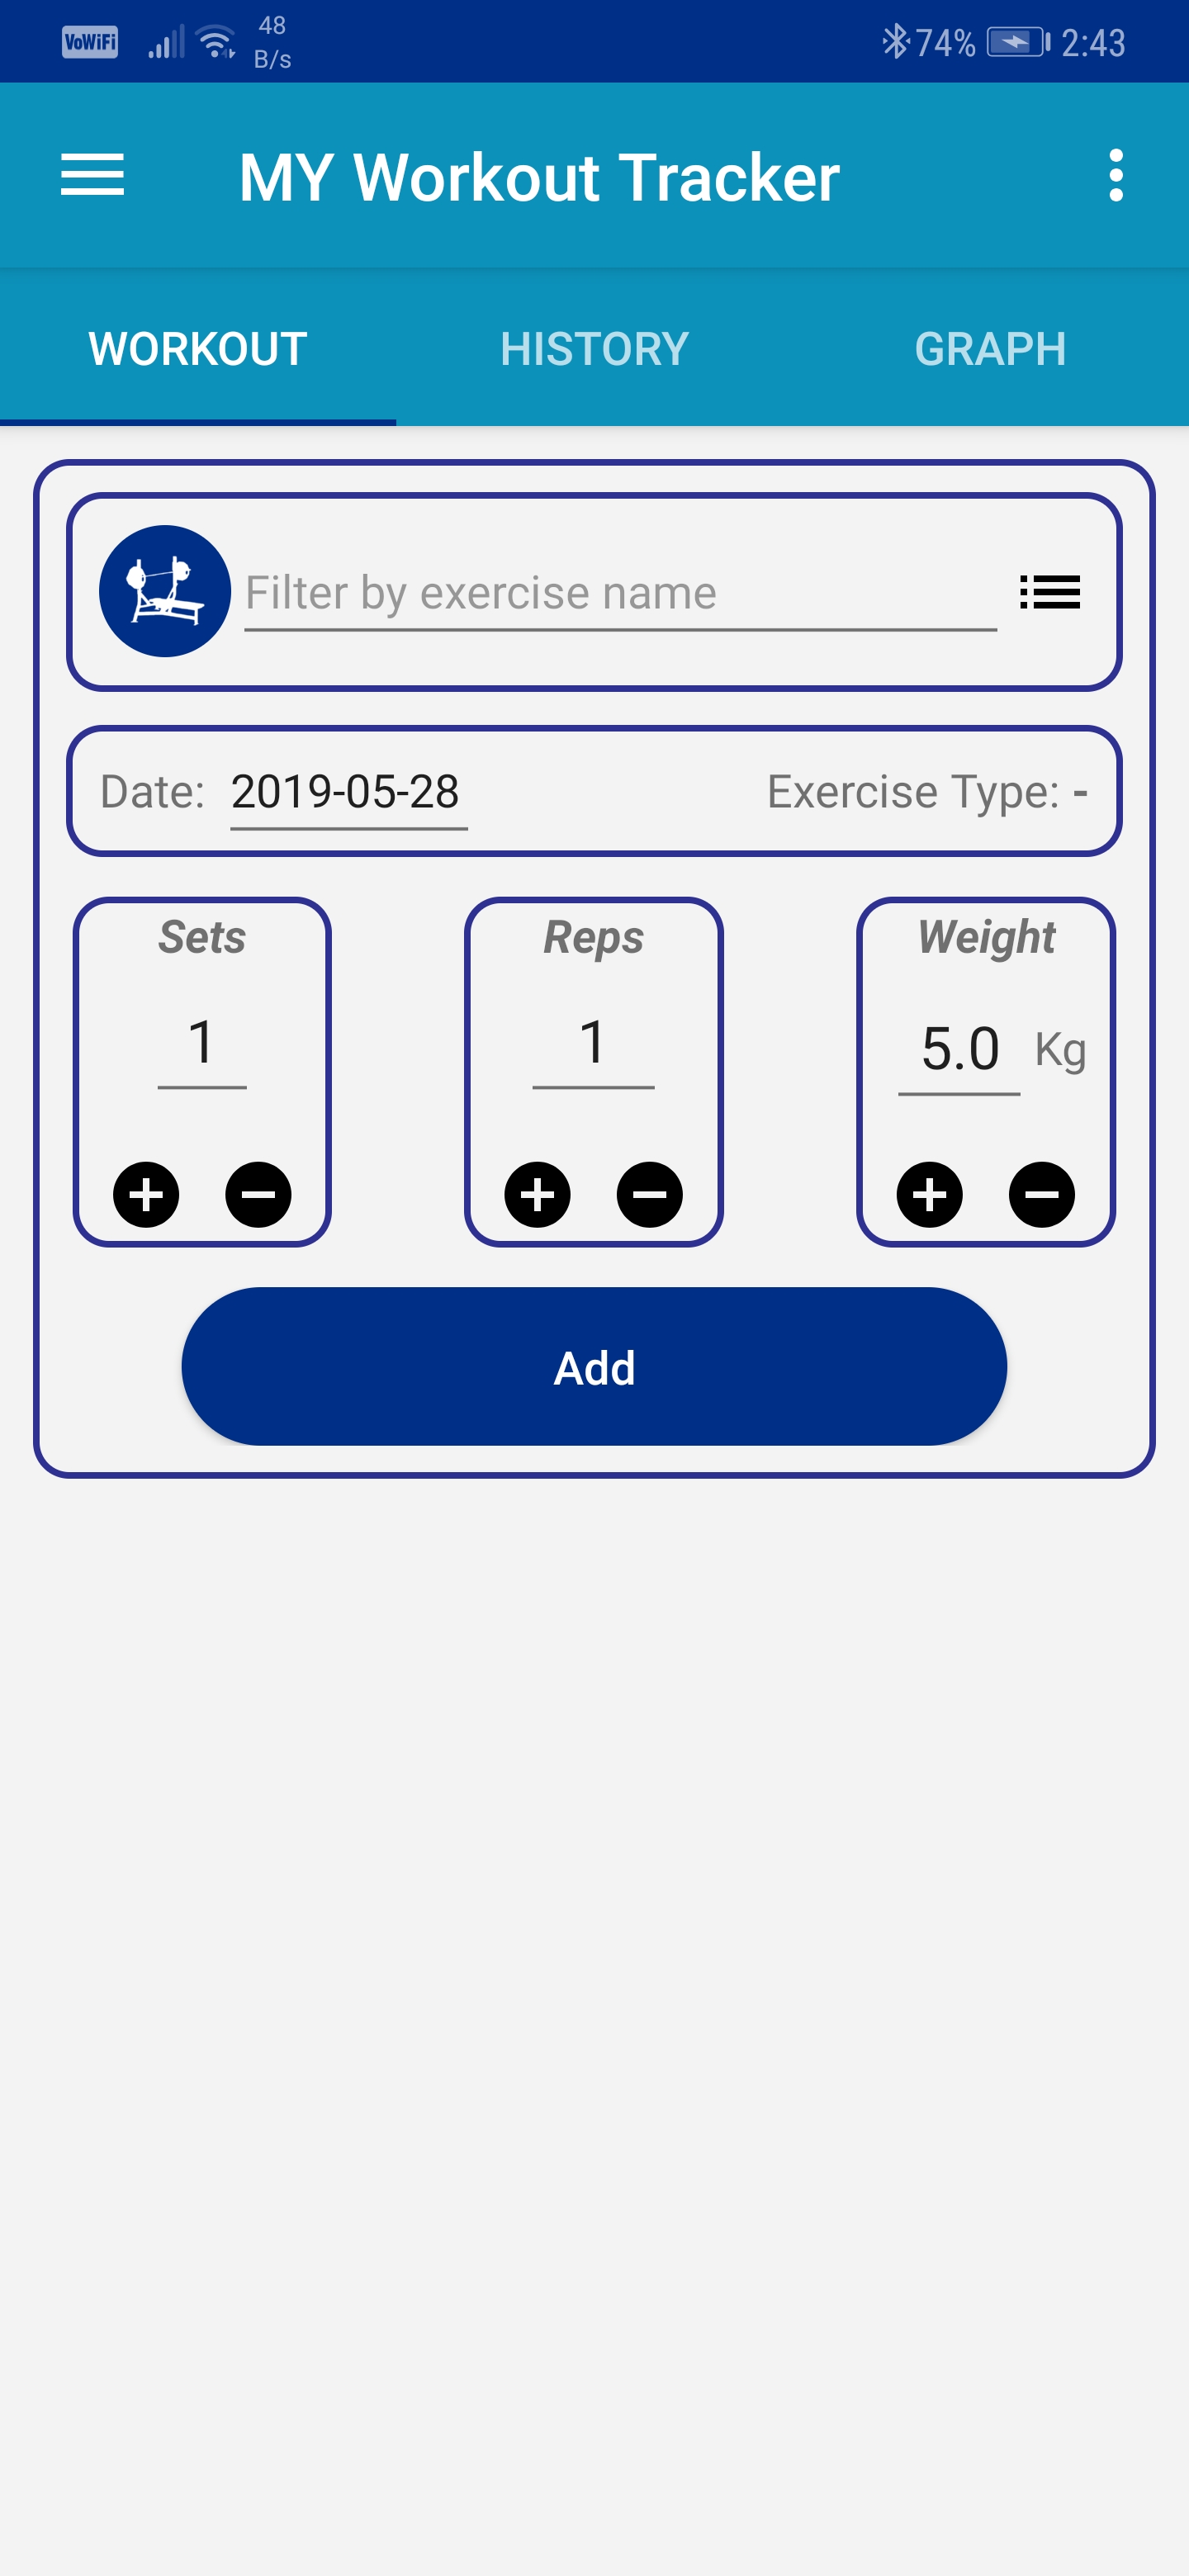 VoWiFi 48 B/s 74% 2:43
MY Workout Tracker
WORKOUT HISTORY GRAPH
Filter by exercise name
Date: 2019-05-28 Exercise Type: -
Sets Reps Weight
1 1 5.0 Kg
Add